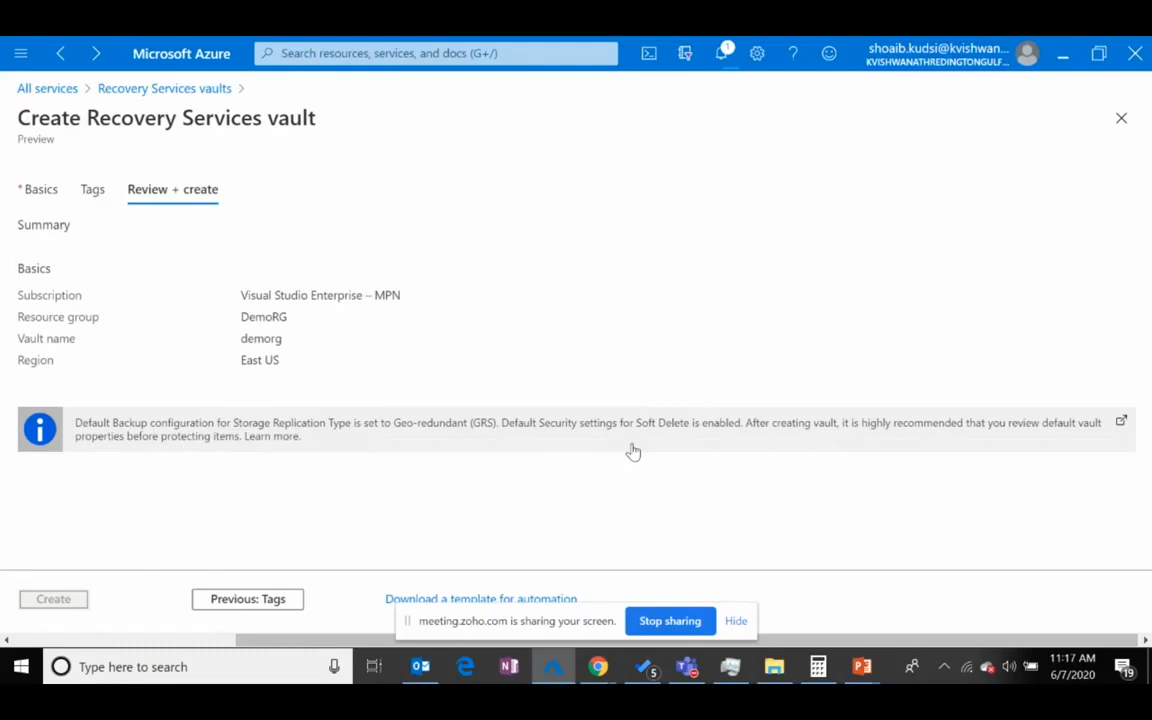 Microsoft Azure
Search resources, services, and docs (G+/)
1
shoaib.kudsi@kvishwan...
KVISHWANATHREDINGTONGULF...
All services > Recovery Services vaults >
Create Recovery Services vault
Preview
* Basics
Tags
Review + create
Summary
Basics
Subscription Visual Studio Enterprise – MPN
Resource group DemoRG
Vault name demorg
Region East US
Default Backup configuration for Storage Replication Type is set to Geo-redundant (GRS). Default Security settings for Soft Delete is enabled. After creating vault, it is highly recommended that you review default vault
properties before protecting items. Learn more.
Create
Previous: Tags
Download a template for automation
meeting.zoho.com is sharing your screen.
Stop sharing
Hide
Type here to search
5
11:17 AM
6/7/2020
19